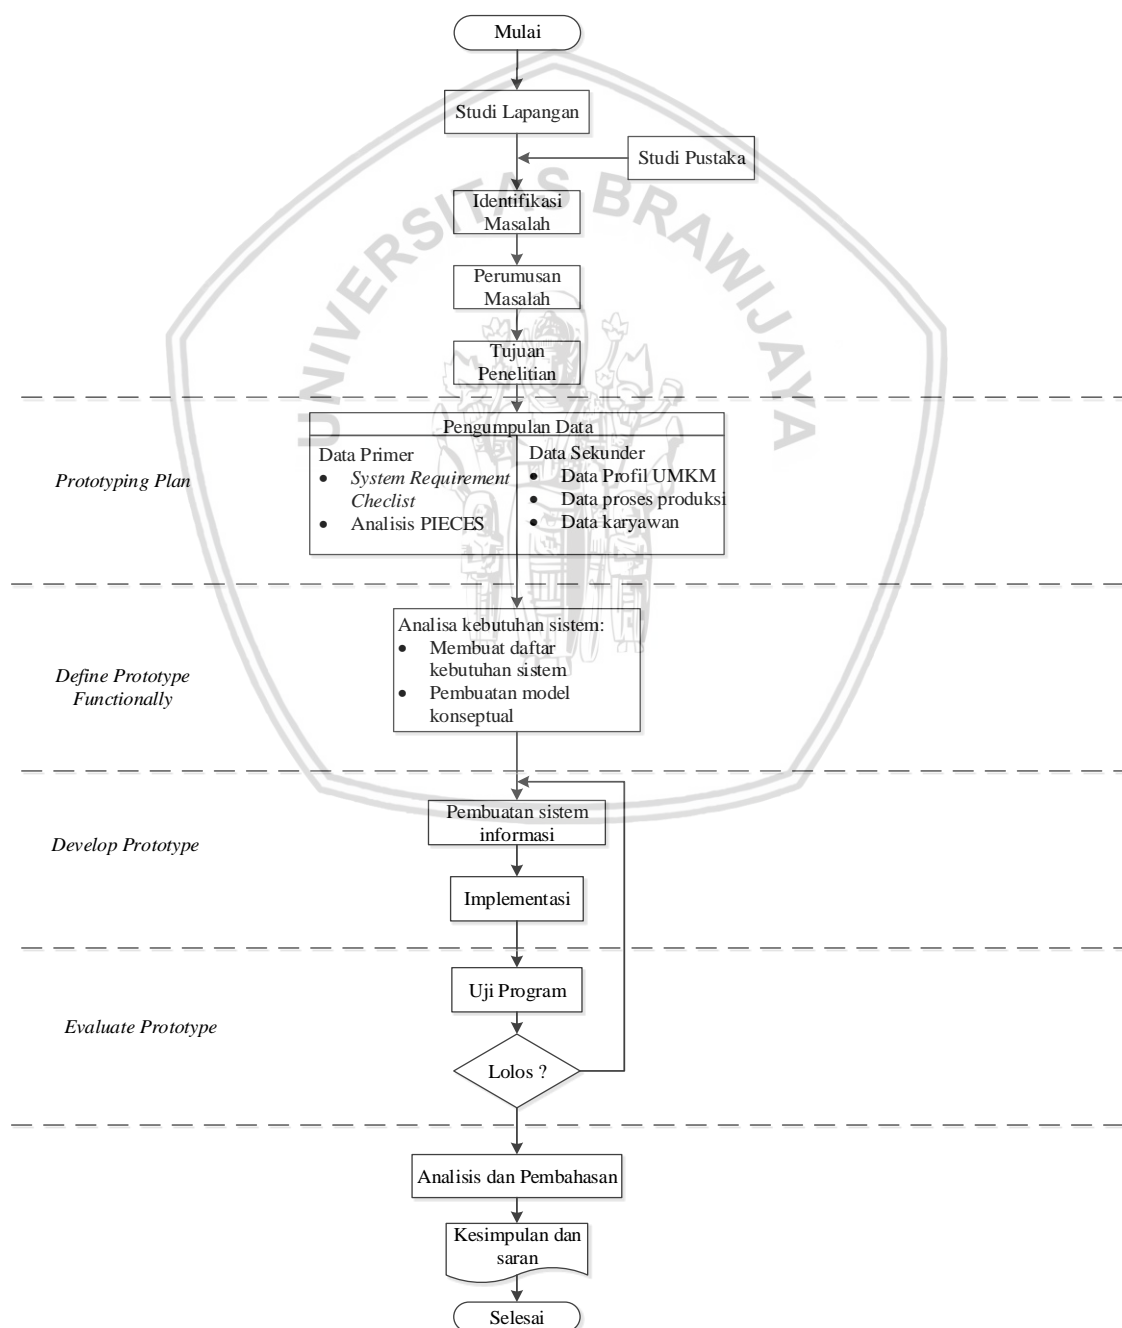 Mulai
Studi Lapangan
Studi Pustaka
UNIVERSITAS BRAWIJAYA
Identifikasi
Masalah
Perumusan
Masalah
Tujuan
Penelitian
Prototyping Plan
Pengumpulan Data
Data Primer
• System Requirement
Checlist
• Analisis PIECES
Data Sekunder
• Data Profil UMKM
• Data proses produksi
• Data karyawan
Define Prototype
Functionally
Analisa kebutuhan sistem:
• Membuat daftar
kebutuhan sistem
• Pembuatan model
konseptual
Develop Prototype
Pembuatan sistem
informasi
Implementasi
Evaluate Prototype
Uji Program
Lolos ?
Analisis dan Pembahasan
Kesimpulan dan
saran
Selesai